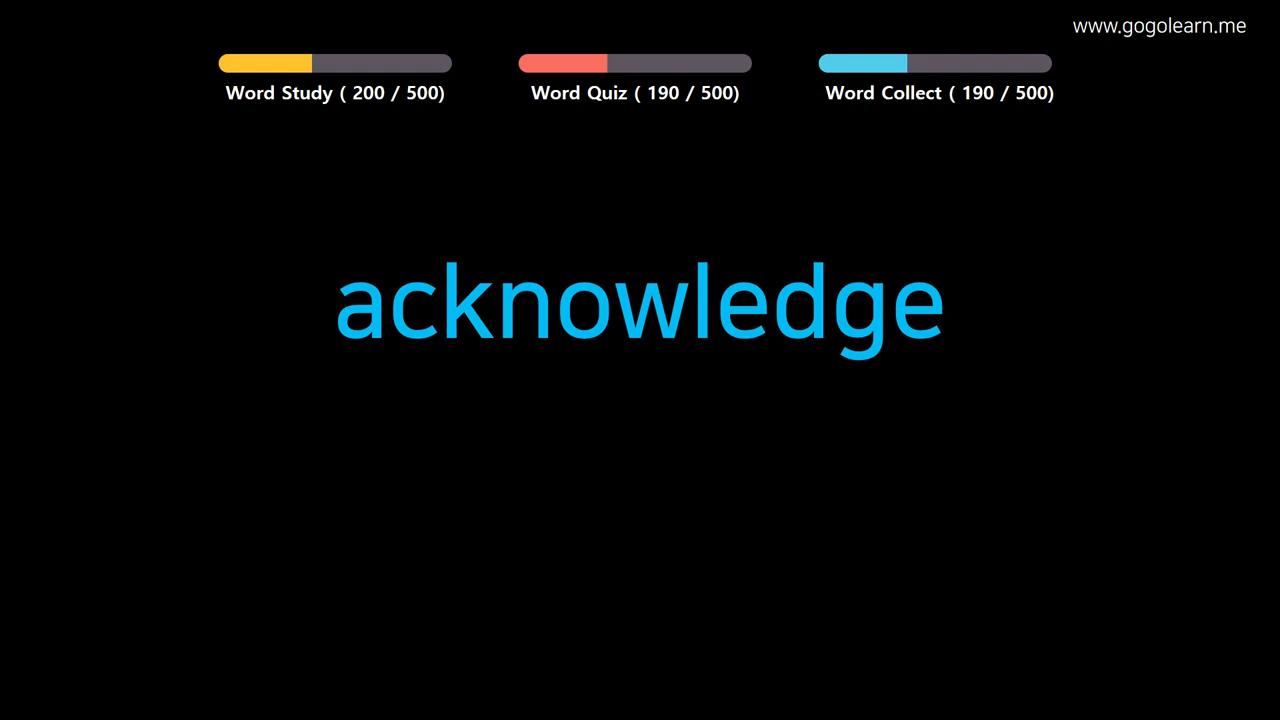 www.gogolearn.me
Word Study ( 200 / 500)
Word Quiz ( 190 / 500)
Word Collect ( 190 / 500)
acknowledge